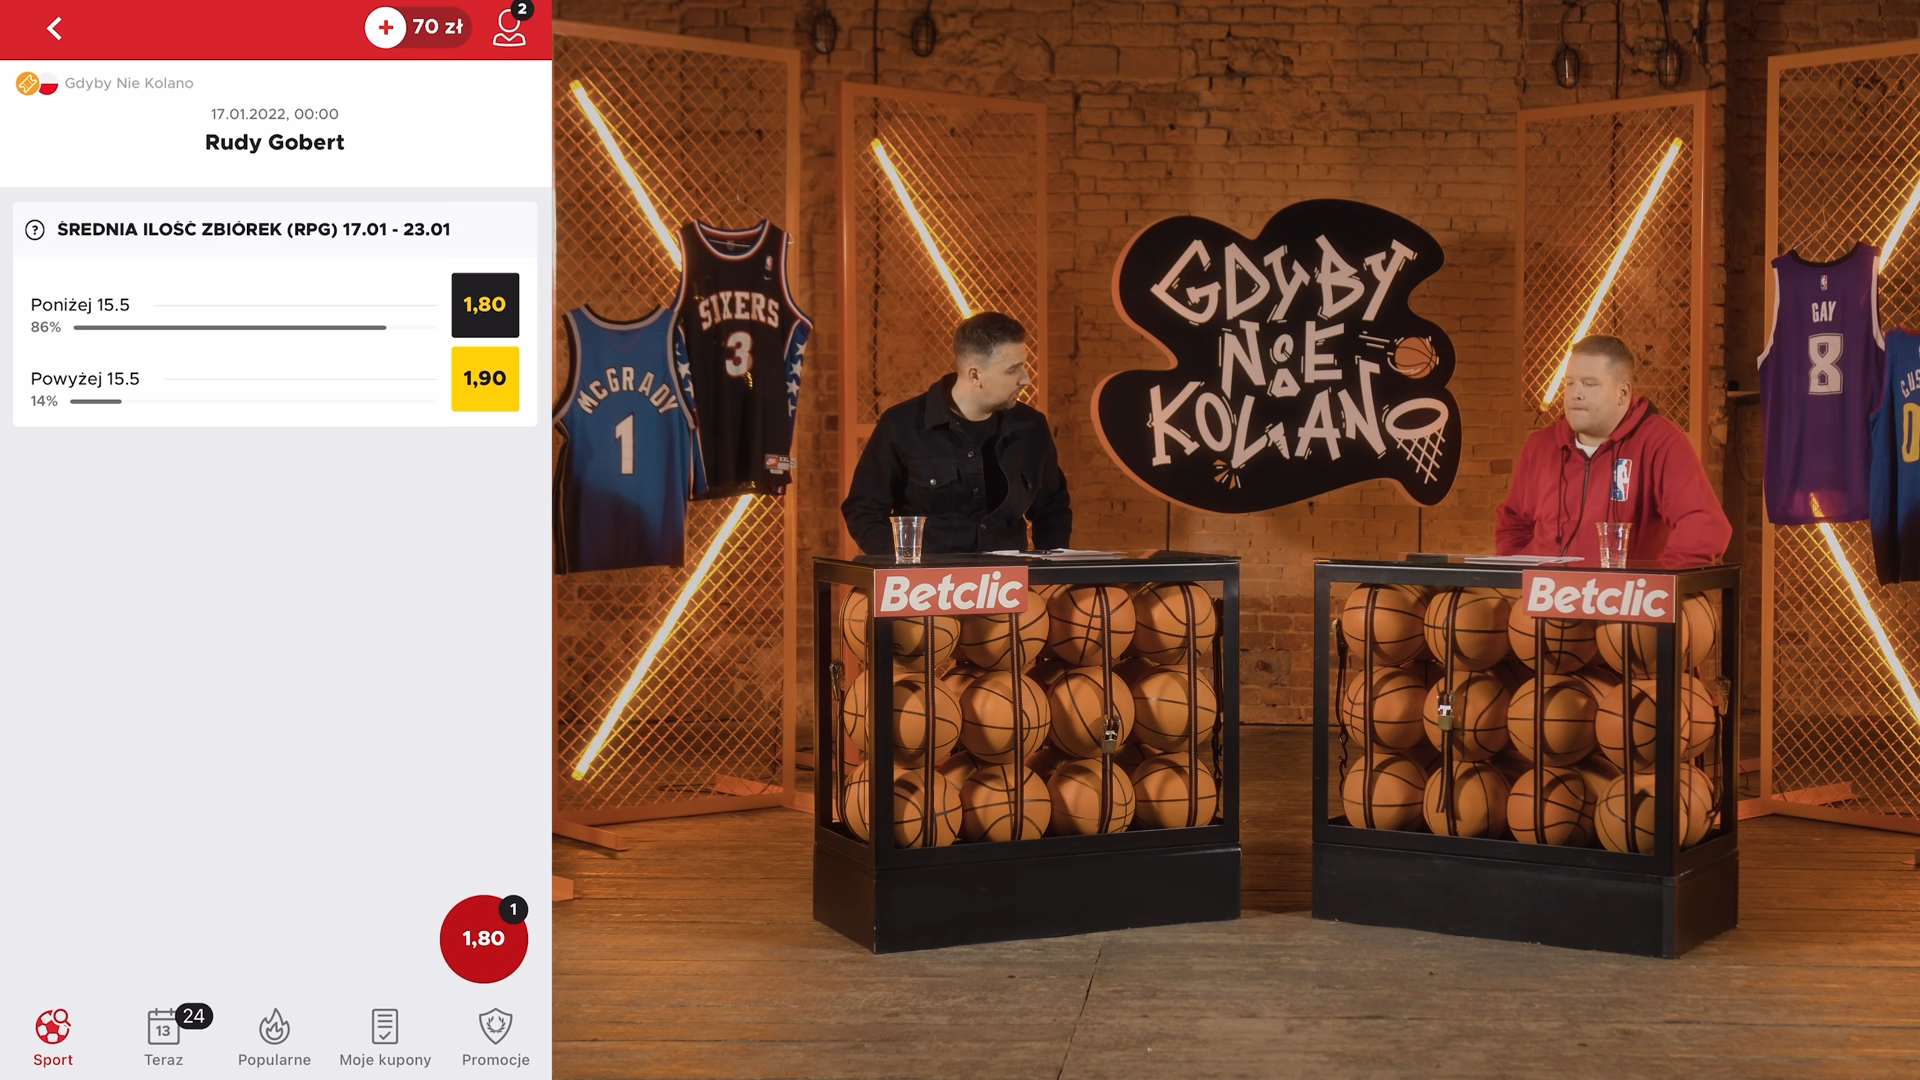 70 zł
2
Gdyby Nie Kolano
17.01.2022, 00:00
Rudy Gobert
ŚREDNIA ILOŚĆ ZBIÓREK (RPG) 17.01 - 23.01
Poniżej 15.5
1,80
86%
Powyżej 15.5
1,90
14%
1
1,80
13
24
Sport
Teraz
Popularne
Moje kupony
Promocje
MCGRADY
1
SIXERS
3
GDYBY
NIE
KOLANO
GAY
8
Betclic
Betclic